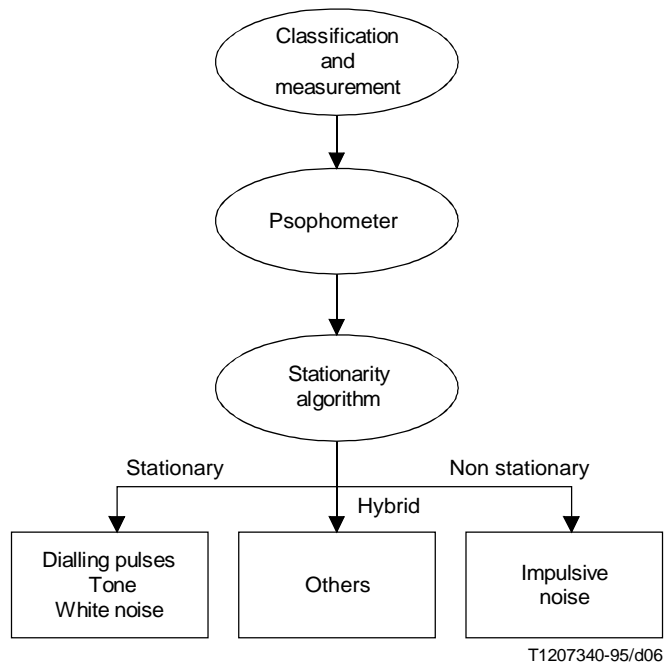 Classification
and
measurement
Psophometer
Stationarity
algorithm
Stationary
Non stationary
Hybrid
Dialling pulses
Tone
White noise
Others
Impulsive
noise
T1207340-95/d06